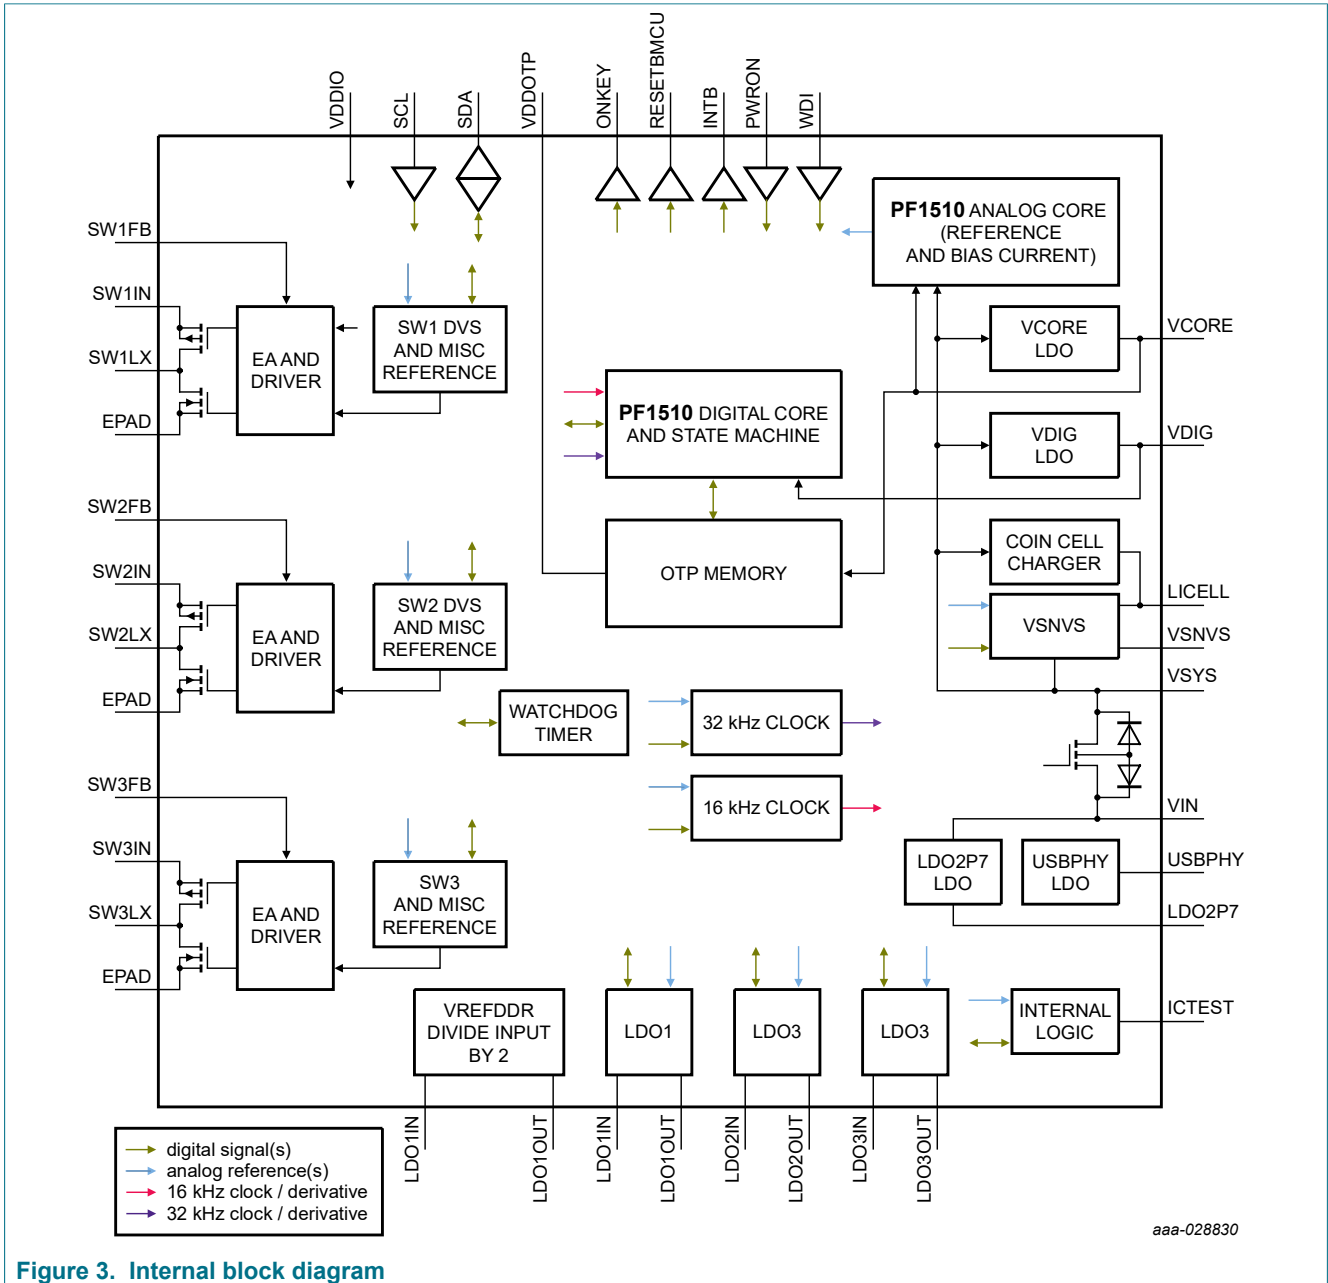 VDDIO
SCL
SDA
VDDOTP
ONKEY
RESETBMCU
INTB
PWRON
WDI
PF1510 ANALOG CORE
(REFERENCE
AND BIAS CURRENT)
SW1FB
SW1IN
SW1LX
EPAD
EA AND
DRIVER
SW1 DVS
AND MISC
REFERENCE
VCORE
LDO
VCORE
PF1510 DIGITAL CORE
AND STATE MACHINE
VDIG
LDO
VDIG
SW2FB
SW2IN
SW2LX
EPAD
EA AND
DRIVER
SW2 DVS
AND MISC
REFERENCE
OTP MEMORY
COIN CELL
CHARGER
LICELL
VSNVS
VSNVS
VSYS
WATCHDOG
TIMER
32 kHz CLOCK
16 kHz CLOCK
VIN
SW3FB
SW3IN
SW3LX
EPAD
EA AND
DRIVER
SW3
AND MISC
REFERENCE
LDO2P7
LDO
USBPHY
LDO
USBPHY
LDO2P7
VREFDDR
DIVIDE INPUT
BY 2
LDO1
LDO3
LDO3
INTERNAL
LOGIC
ICTEST
LDO1IN
LDO1OUT
LDO1IN
LDO1OUT
LDO2IN
LDO2OUT
LDO3IN
LDO3OUT
digital signal(s)
analog reference(s)
16 kHz clock / derivative
32 kHz clock / derivative
aaa-028830
Figure 3. Internal block diagram